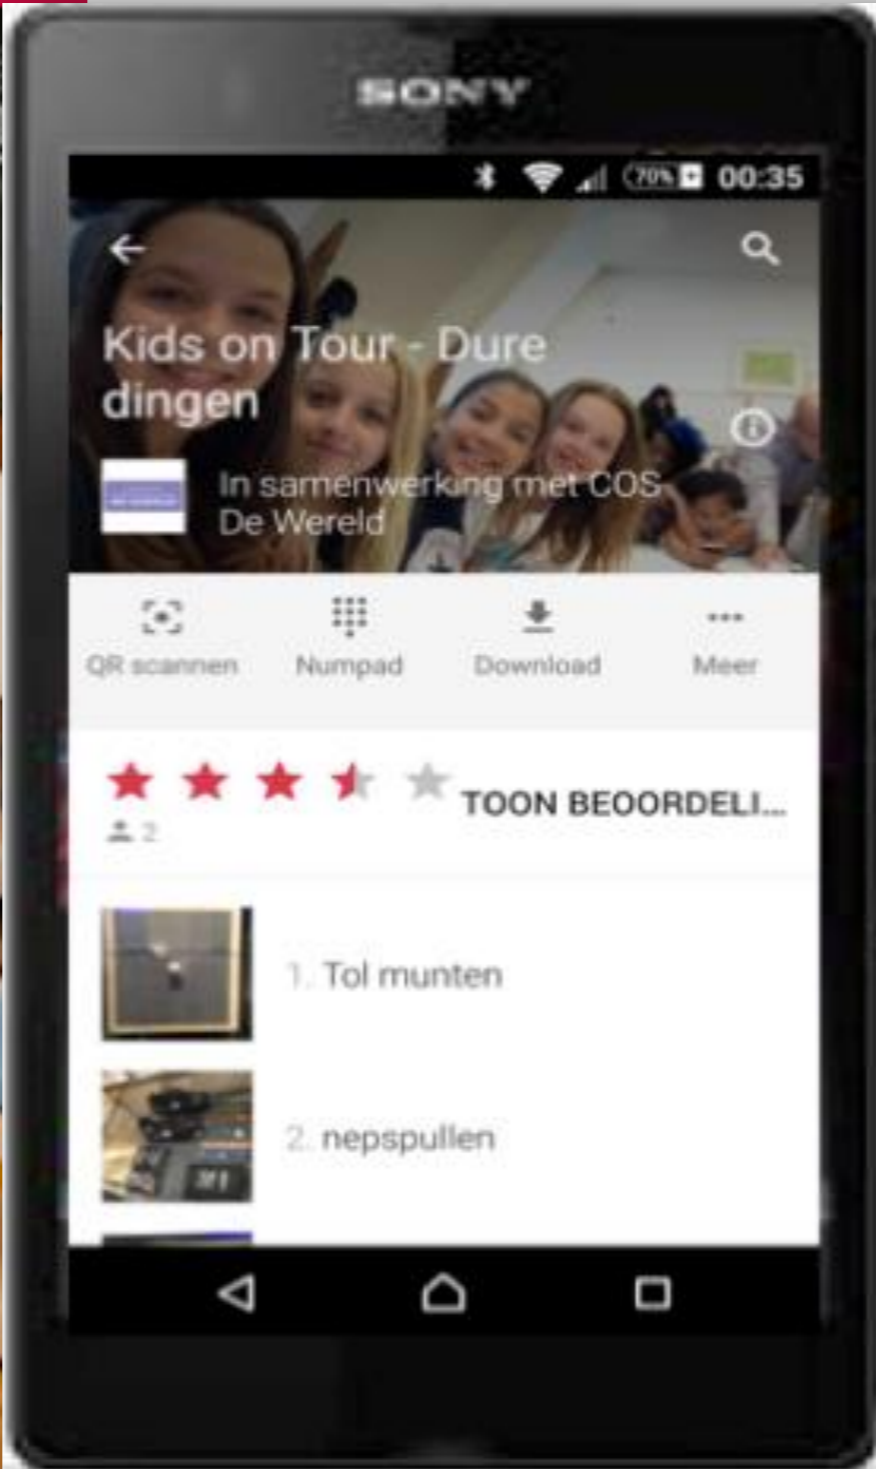 SONY
70% 00:35
Kids on Tour - Dure
dingen
In samenwerking met COS
De Wereld
QR scannen Numpad Download Meer
TOON BEOORDELI...
2
1. Tol munten
2. nepspullen